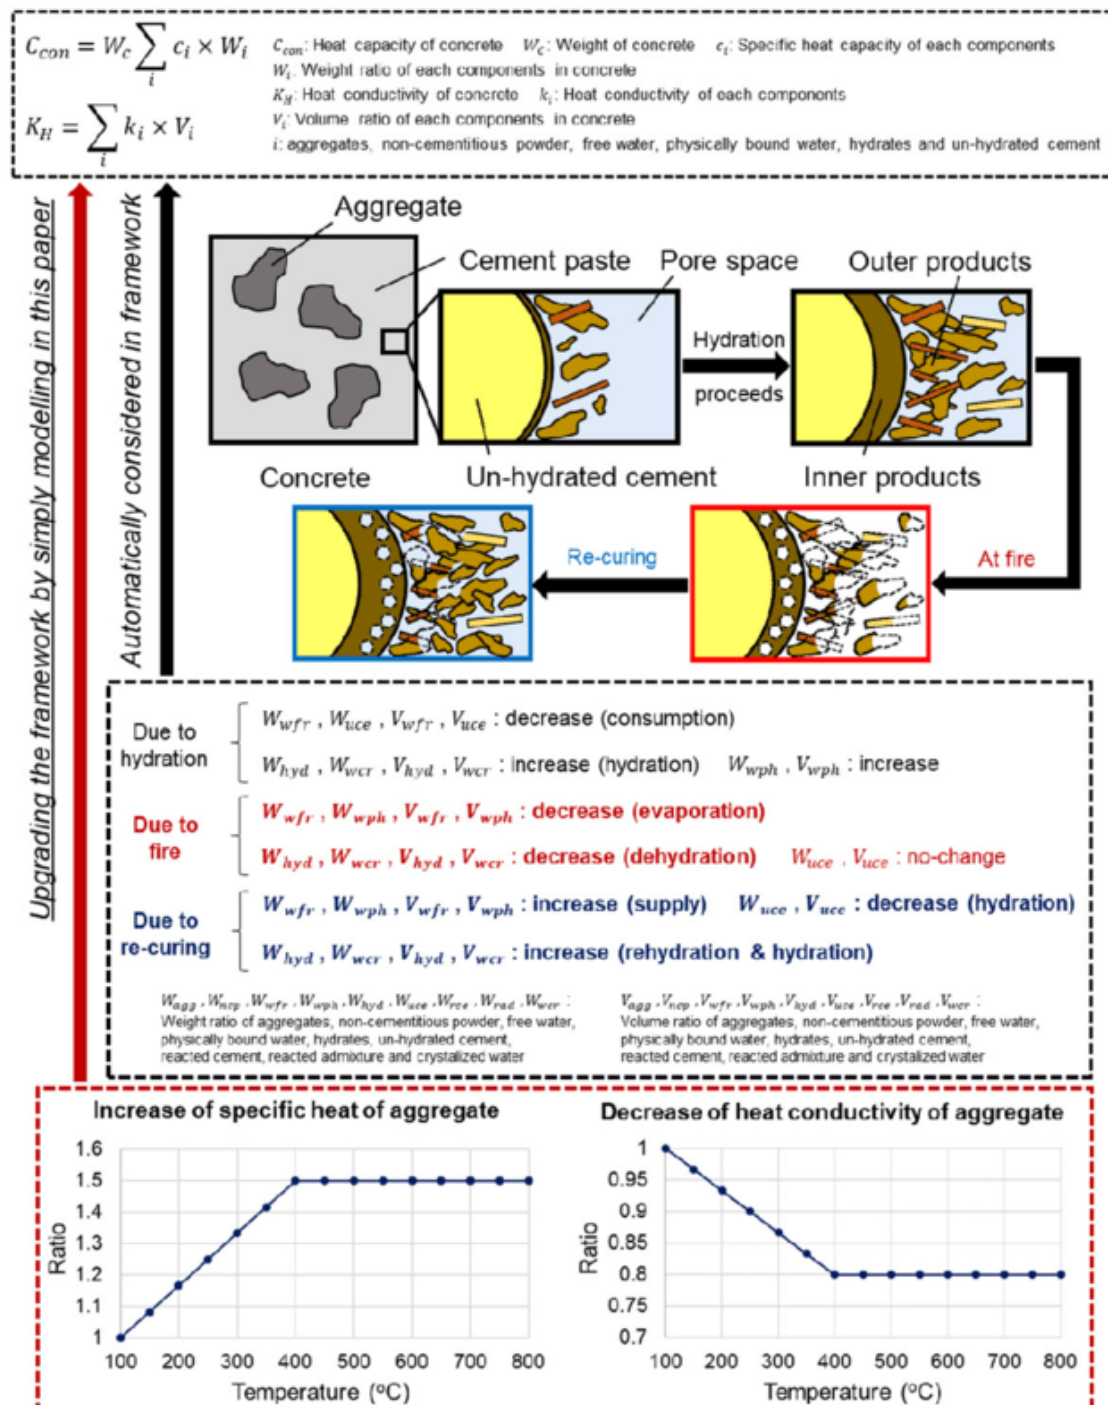 C_con = W_c ∑_i c_i × W_i
C_con: Heat capacity of concrete W_c: Weight of concrete c_i: Specific heat capacity of each components
W_i: Weight ratio of each components in concrete
K_H = ∑_i k_i × V_i
K_H: Heat conductivity of concrete k_i: Heat conductivity of each components
V_i: Volume ratio of each components in concrete
i: aggregates, non-cementitious powder, free water, physically bound water, hydrates and un-hydrated cement
Upgrading the framework by simply modelling in this paper
Automatically considered in framework
Aggregate
Cement paste
Pore space
Outer products
Hydration
proceeds
Concrete
Un-hydrated cement
Inner products
Re-curing
At fire
Due to
hydration
W_wfr , W_uce , V_wfr , V_uce : decrease (consumption)
W_hyd , W_wcr , V_hyd , V_wcr : increase (hydration) W_wph , V_wph : increase
Due to
fire
W_wfr , W_wph , V_wfr , V_wph : decrease (evaporation)
W_hyd , W_wcr , V_hyd , V_wcr : decrease (dehydration) W_uce , V_uce : no-change
Due to
re-curing
W_wfr , W_wph , V_wfr , V_wph : increase (supply) W_uce , V_uce : decrease (hydration)
W_hyd , W_wcr , V_hyd , V_wcr : increase (rehydration & hydration)
W_agg , W_ncp , W_wfr , W_wph , W_hyd , W_uce , W_rce , W_rad , W_wcr :
Weight ratio of aggregates, non-cementitious powder, free water,
physically bound water, hydrates, un-hydrated cement,
reacted cement, reacted admixture and crystalized water
V_agg , V_ncp , V_wfr , V_wph , V_hyd , V_uce , V_rce , V_rad , V_wcr :
Volume ratio of aggregates, non-cementitious powder, free water,
physically bound water, hydrates, un-hydrated cement,
reacted cement, reacted admixture and crystalized water
Increase of specific heat of aggregate
1.6
1.5
1.4
1.3
1.2
1.1
1
Ratio
100 200 300 400 500 600 700 800
Temperature (°C)
Decrease of heat conductivity of aggregate
1
0.95
0.9
0.85
0.8
0.75
0.7
Ratio
100 200 300 400 500 600 700 800
Temperature (°C)